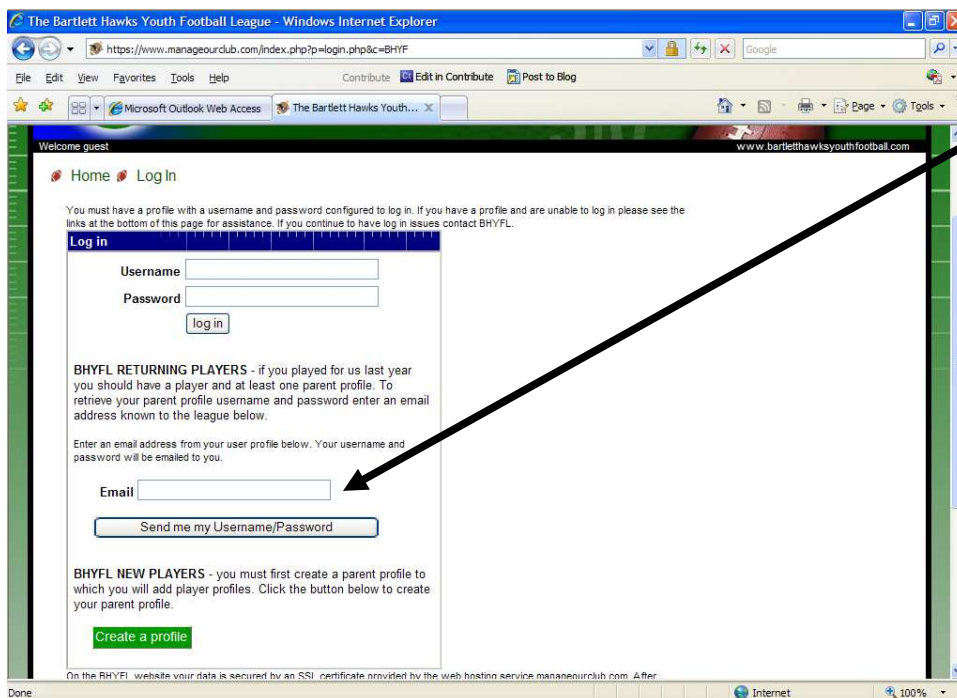 The Bartlett Hawks Youth Football League - Windows Internet Explorer
https://www.manageourclub.com/index.php?p=login.php&c=BHYF
Google
File Edit View Favorites Tools Help Contribute Edit in Contribute Post to Blog
Microsoft Outlook Web Access The Bartlett Hawks Youth... Page Tools
Welcome guest www.bartletthawksyouthfootball.com
Home Log In
You must have a profile with a username and password configured to log in. If you have a profile and are unable to log in please see the
links at the bottom of this page for assistance. If you continue to have log in issues contact BHYFL.
Log in
Username
Password
log in
BHYFL RETURNING PLAYERS - if you played for us last year
you should have a player and at least one parent profile. To
retrieve your parent profile username and password enter an email
address known to the league below.
Enter an email address from your user profile below. Your username and
password will be emailed to you.
Email
Send me my Username/Password
BHYFL NEW PLAYERS - you must first create a parent profile to
which you will add player profiles. Click the button below to create
your parent profile.
Create a profile
On the BHYFL website your data is secured by an SSL certificate provided by the web hosting service manageourclub.com. After
Done Internet 100%